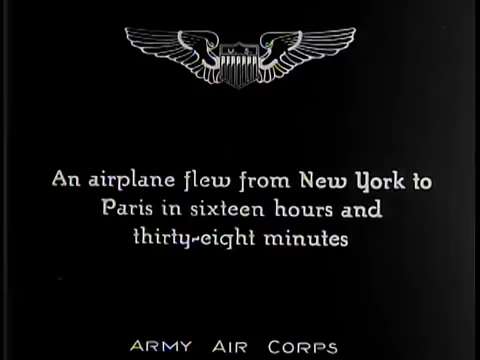 U.S.
An airplane flew from New York to
Paris in sixteen hours and
thirty-eight minutes
ARMY AIR CORPS